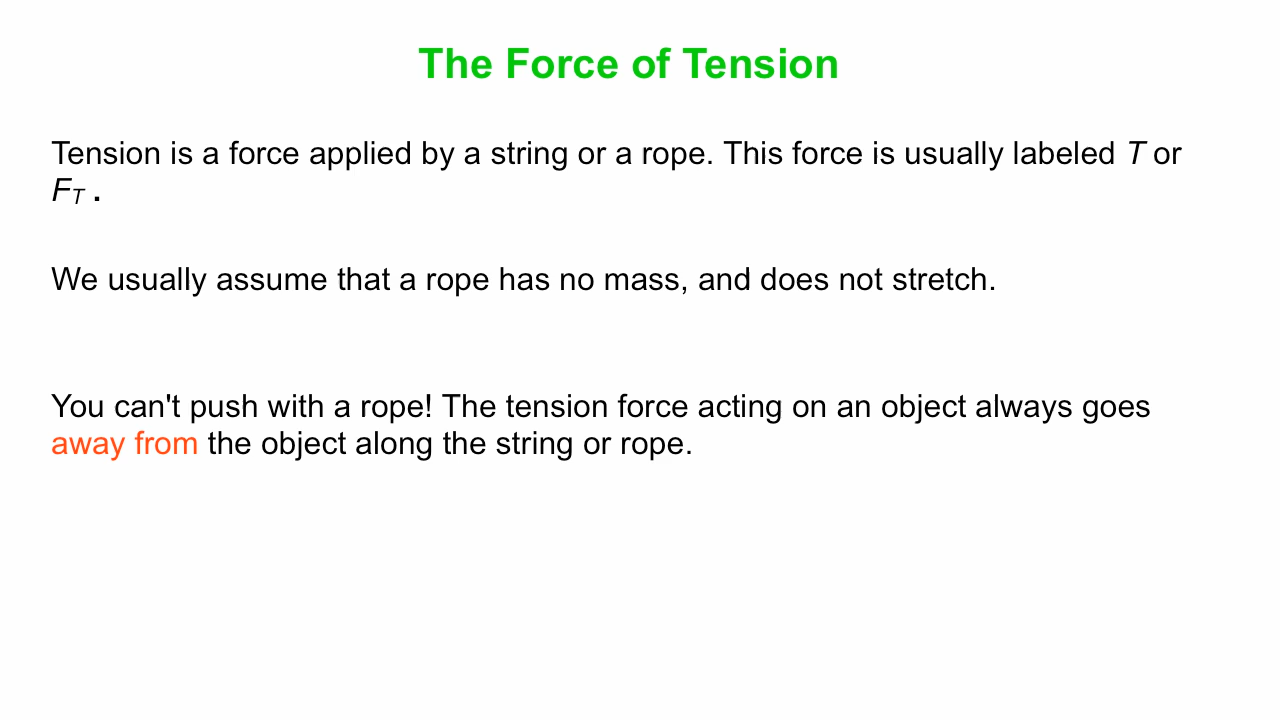 The Force of Tension
Tension is a force applied by a string or a rope. This force is usually labeled T or
F_T .
We usually assume that a rope has no mass, and does not stretch.
You can't push with a rope! The tension force acting on an object always goes
away from the object along the string or rope.